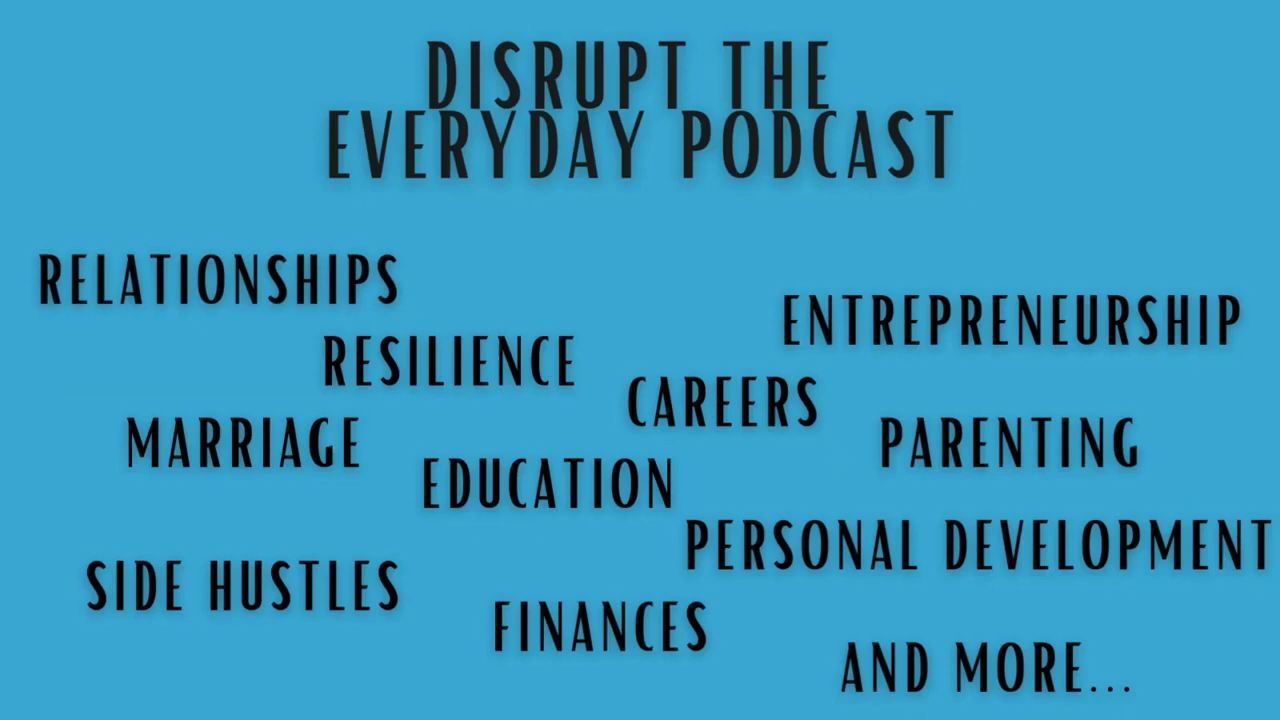 DISRUPT THE
EVERYDAY PODCAST
RELATIONSHIPS
ENTREPRENEURSHIP
RESILIENCE
CAREERS
MARRIAGE
PARENTING
EDUCATION
PERSONAL DEVELOPMENT
SIDE HUSTLES
FINANCES
AND MORE...